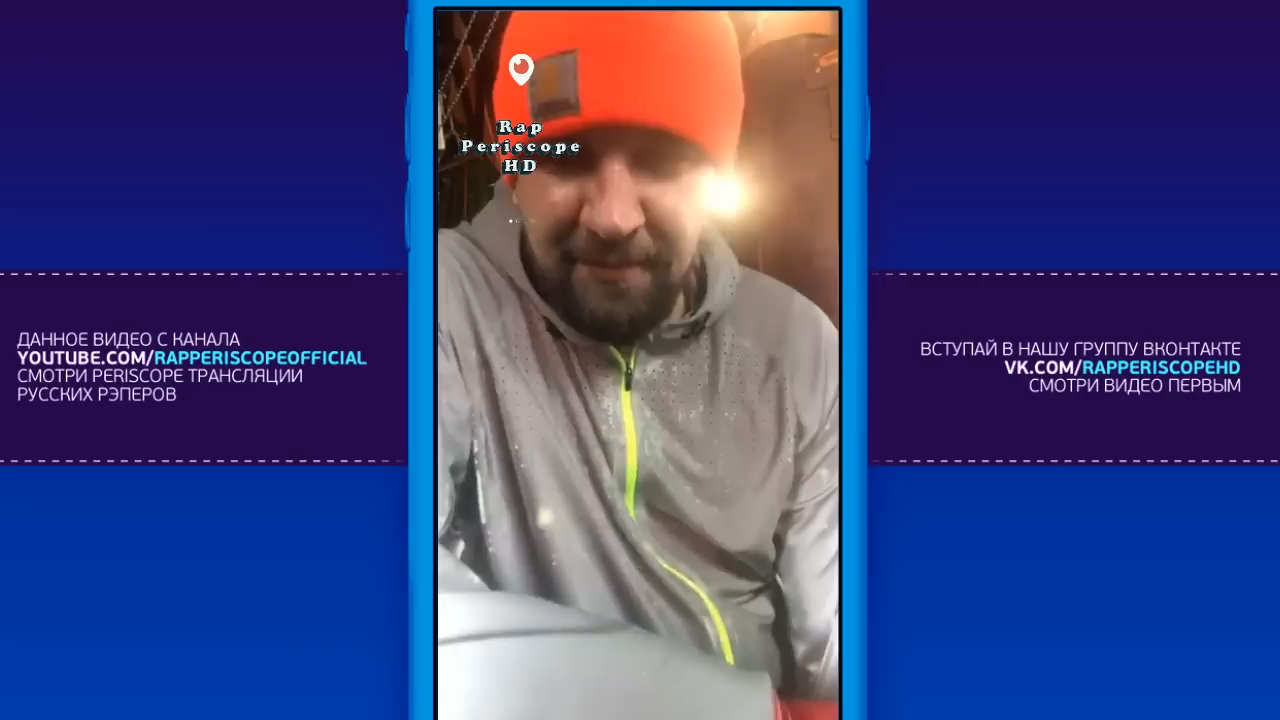 Rap
Periscope
HD
ДАННОЕ ВИДЕО С КАНАЛА
YOUTUBE.COM/RAPPERISCOPEOFFICIAL
СМОТРИ PERISCOPE ТРАНСЛЯЦИИ
РУССКИХ РЭПЕРОВ
ВСТУПАЙ В НАШУ ГРУППУ ВКОНТАКТЕ
VK.COM/RAPPERISCOPEHD
СМОТРИ ВИДЕО ПЕРВЫМ